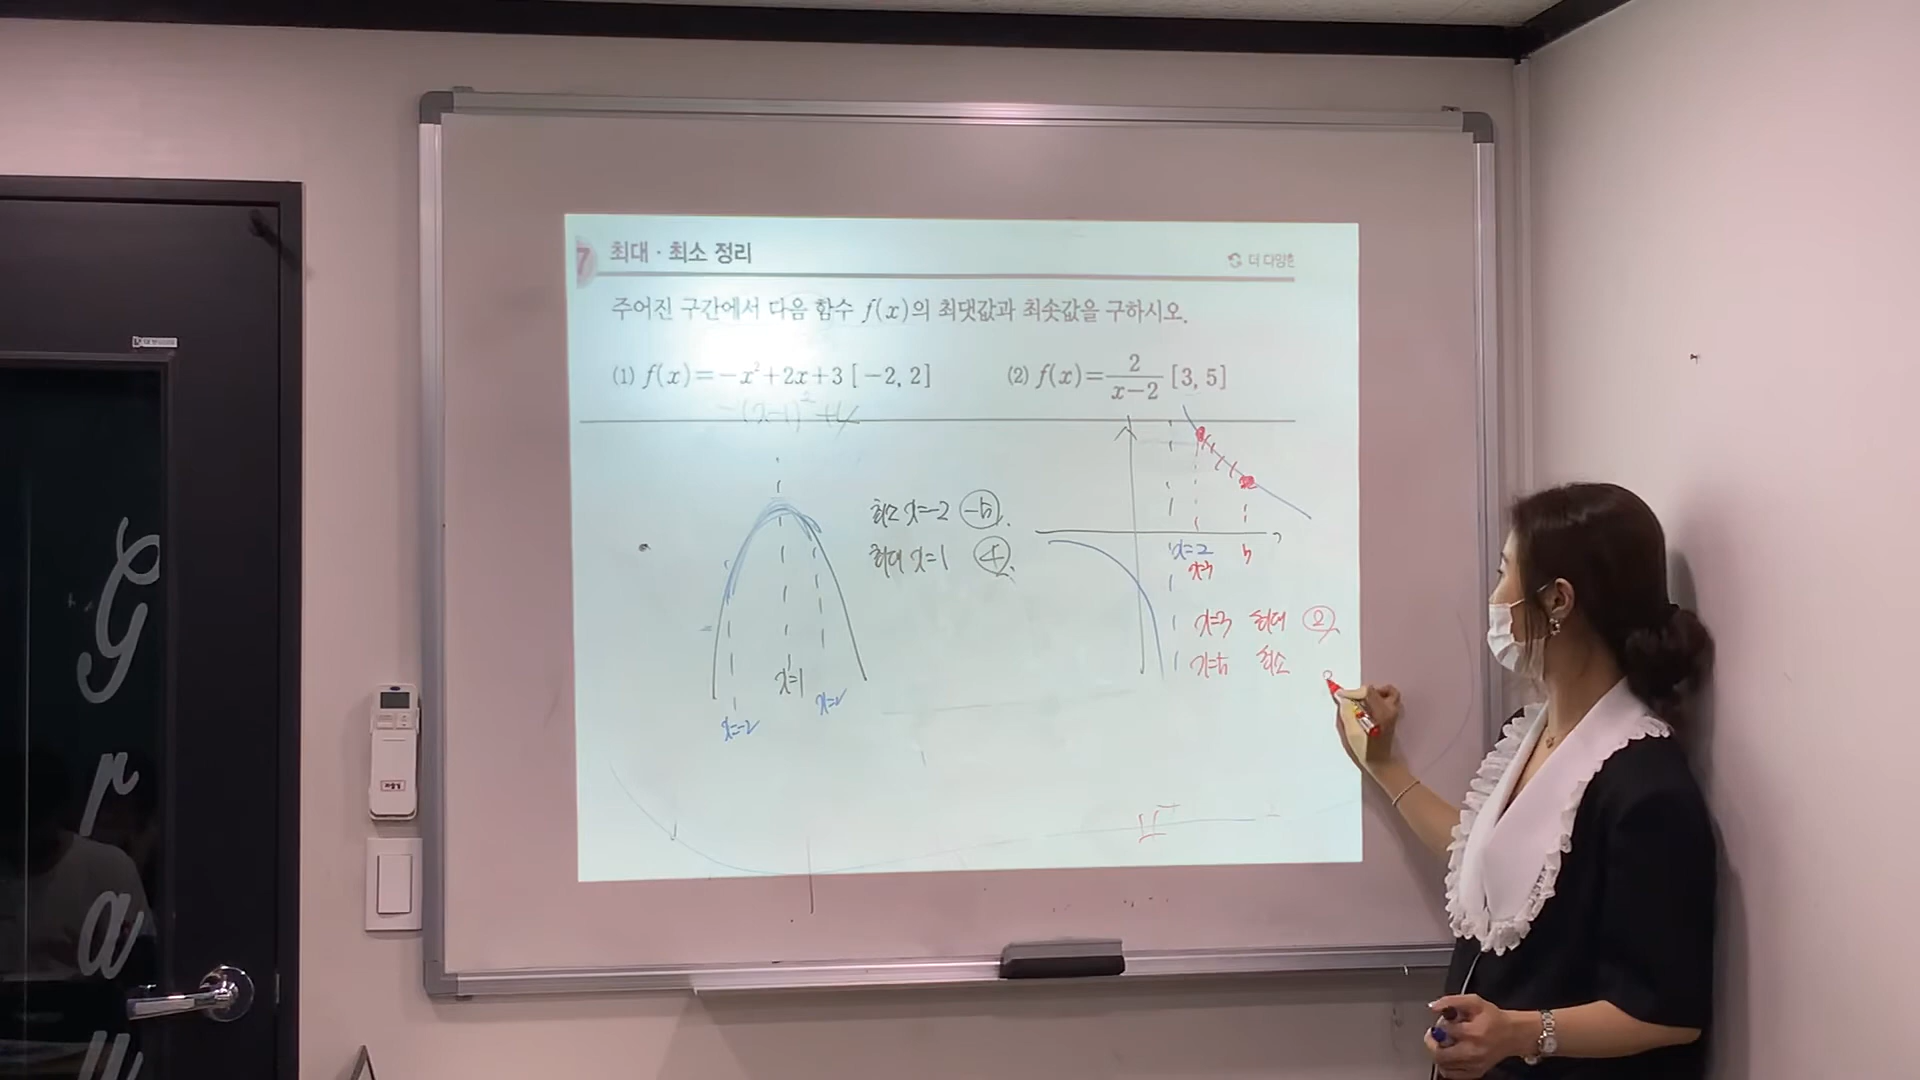 7 최대·최소 정리
더 다양한
주어진 구간에서 다음 함수 f(x)의 최댓값과 최솟값을 구하시오.
(1) f(x)=-x²+2x+3 [-2, 2]
(2) f(x)=2/(x-2) [3, 5]
-(x-1)²+4
최소 x=-2 -5
최대 x=1 4
x=1
x=-2
x=2
x=2
x=3
5
x=3 최대 2
x=5 최소
G
r
a